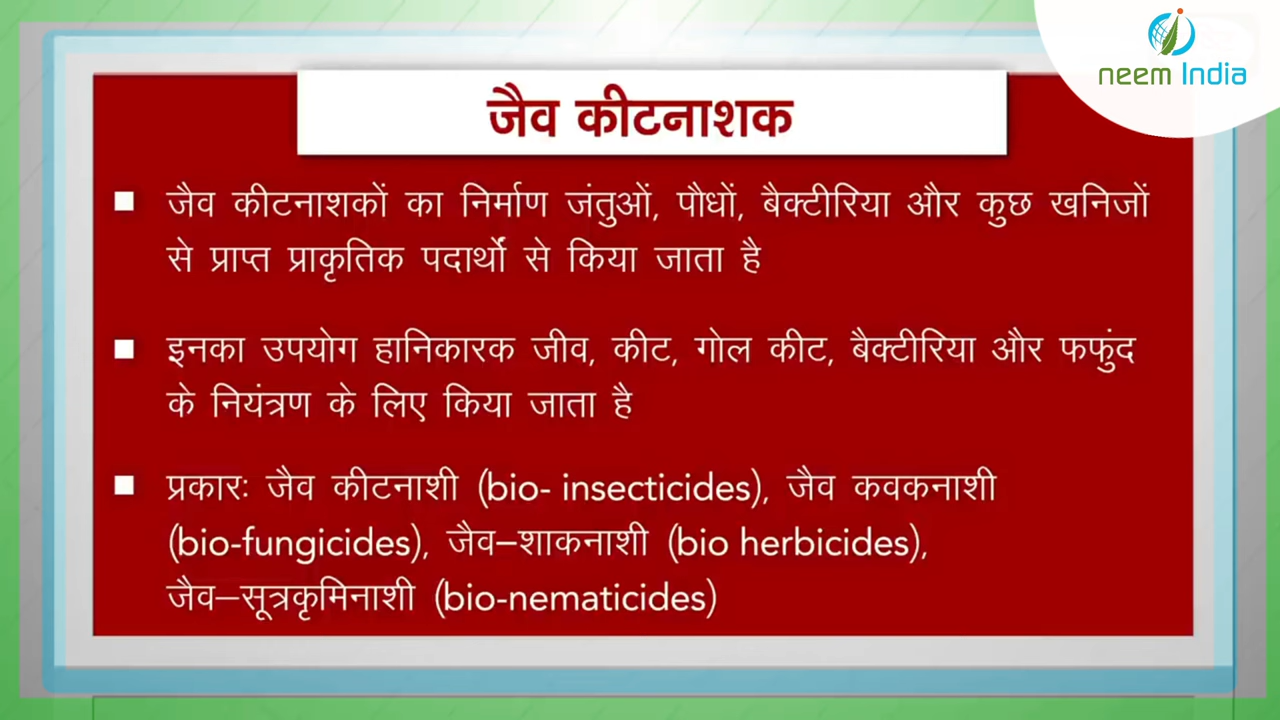 neem India
जैव कीटनाशक
जैव कीटनाशकों का निर्माण जंतुओं, पौधों, बैक्टीरिया और कुछ खनिजों
से प्राप्त प्राकृतिक पदार्थों से किया जाता है
इनका उपयोग हानिकारक जीव, कीट, गोल कीट, बैक्टीरिया और फफुंद
के नियंत्रण के लिए किया जाता है
प्रकारः जैव कीटनाशी (bio- insecticides), जैव कवकनाशी
(bio-fungicides), जैव–शाकनाशी (bio herbicides),
जैव–सूत्रकृमिनाशी (bio-nematicides)